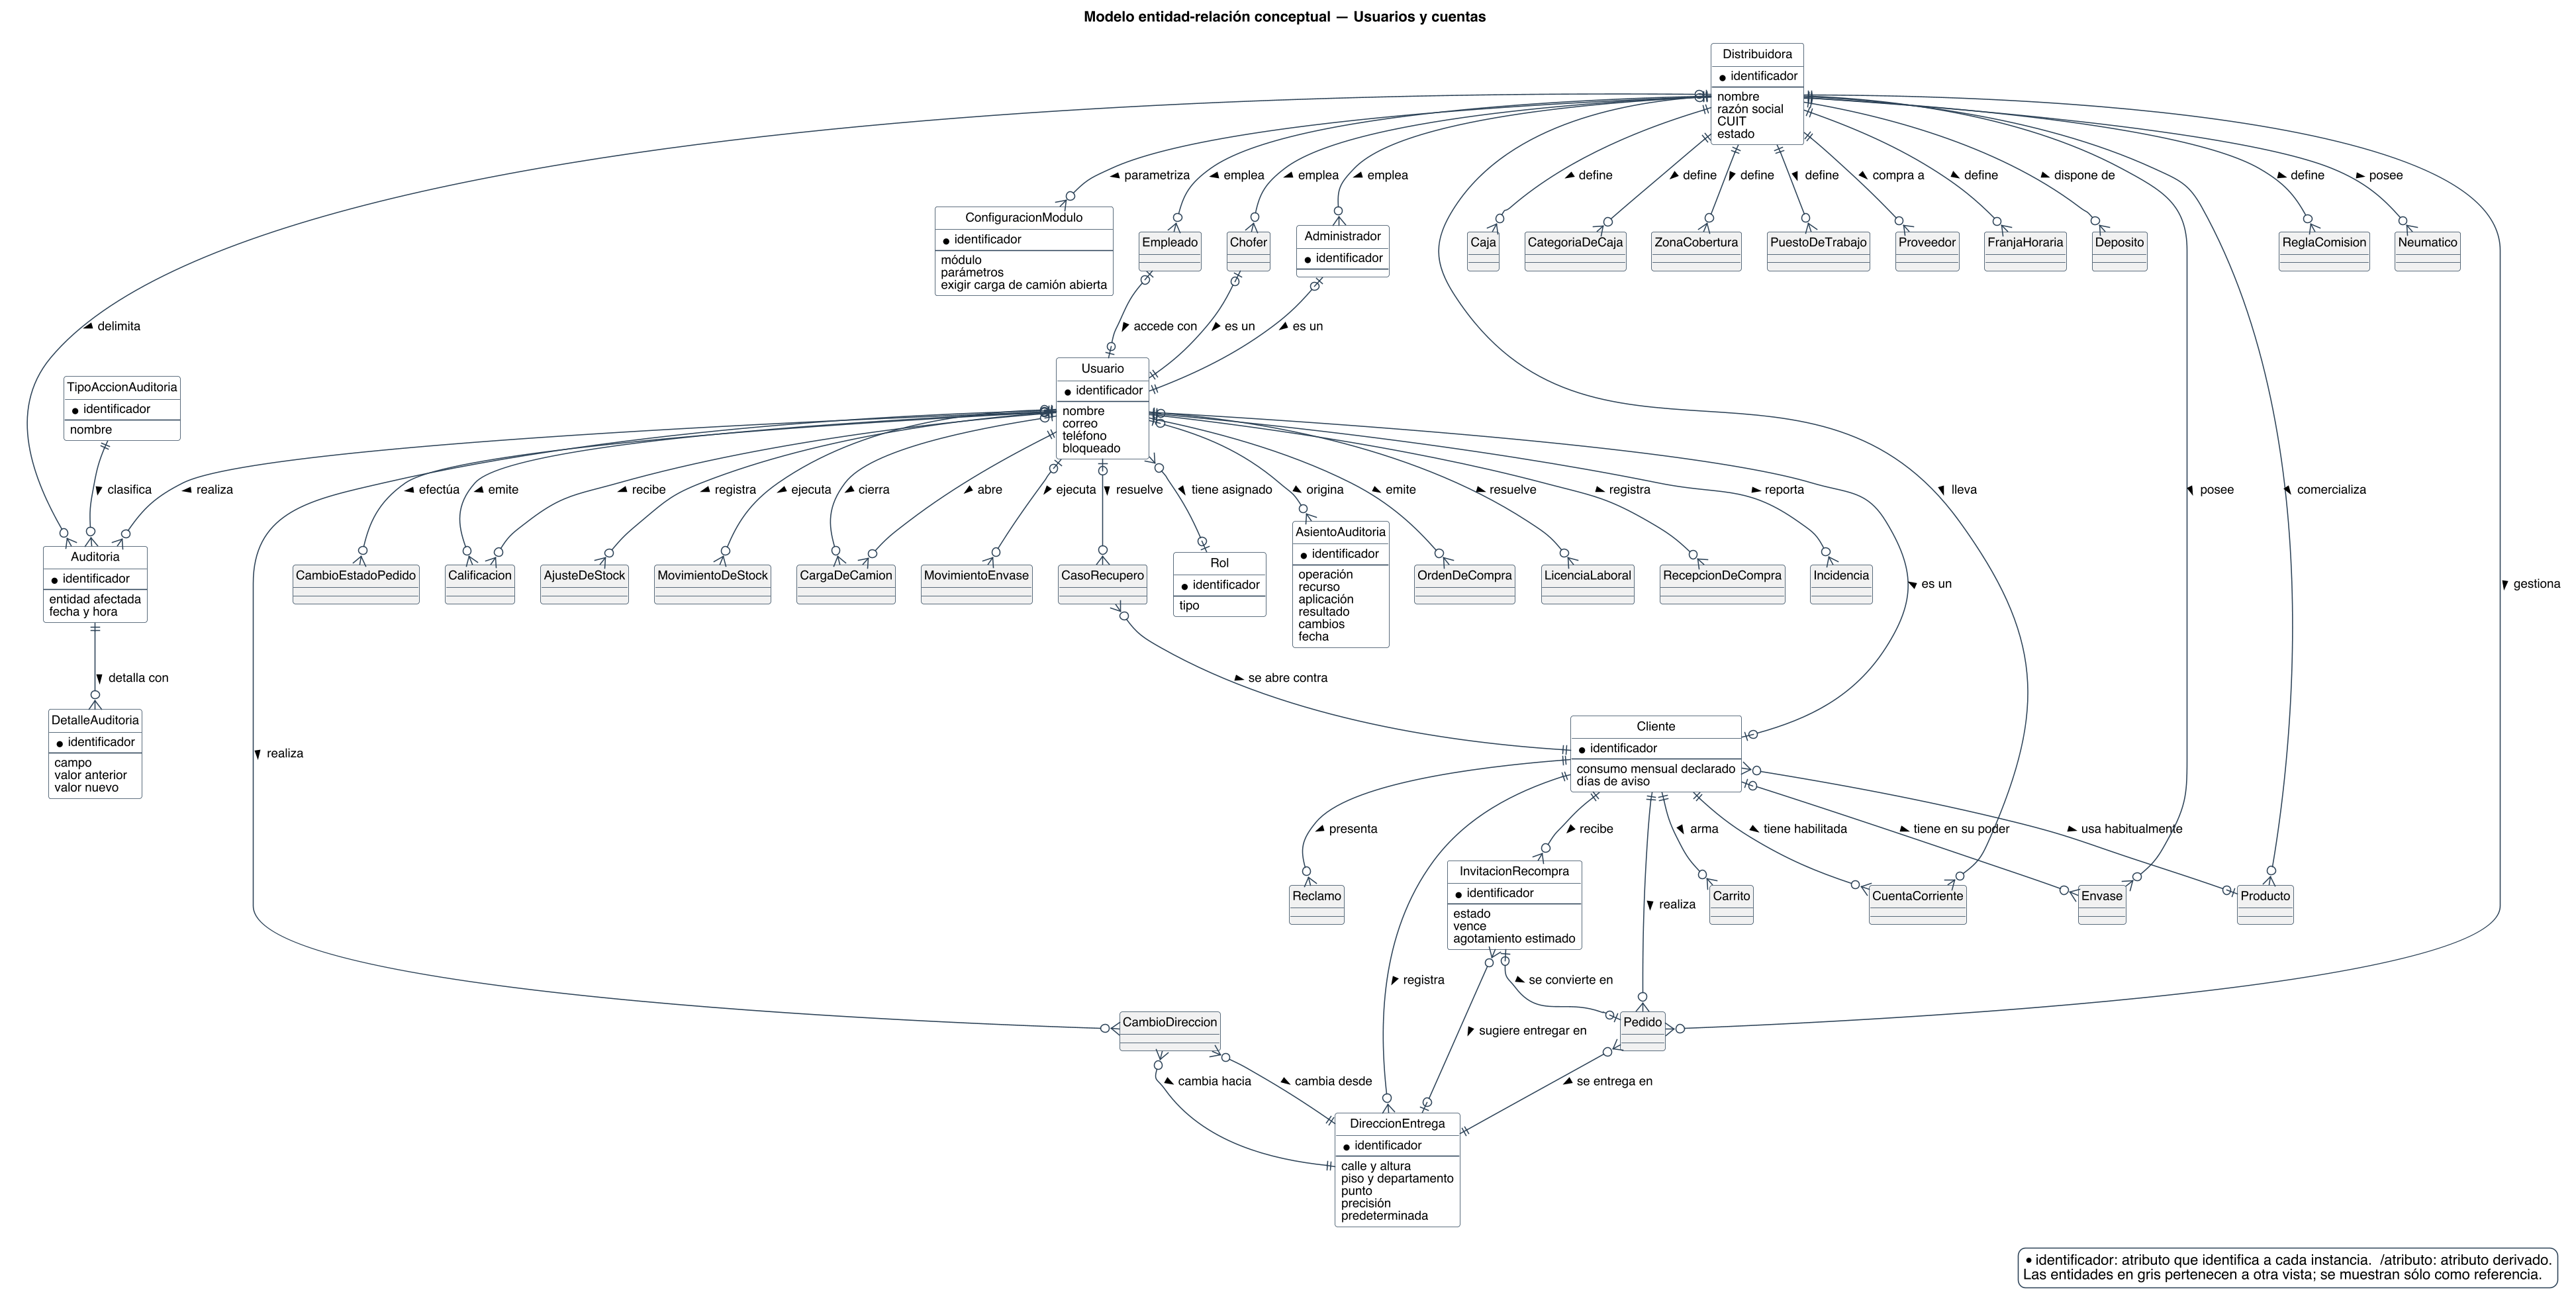 Modelo entidad-relación conceptual — Usuarios y cuentas
Distribuidora
identificador
nombre
razón social
CUIT
estado
parametriza
emplea
emplea
emplea
define
define
define
define
compra a
define
dispone de
define
posee
ConfiguracionModulo
identificador
módulo
parámetros
exigir carga de camión abierta
Empleado
Chofer
Administrador
identificador
Caja
CategoriaDeCaja
ZonaCobertura
PuestoDeTrabajo
Proveedor
FranjaHoraria
Deposito
ReglaComision
Neumatico
delimita
accede con
es un
es un
TipoAccionAuditoria
identificador
nombre
Usuario
identificador
nombre
correo
teléfono
bloqueado
clasifica
realiza
efectúa
emite
recibe
registra
ejecuta
cierra
abre
ejecuta
resuelve
tiene asignado
origina
emite
resuelve
registra
reporta
lleva
posee
comercializa
Auditoria
identificador
entidad afectada
fecha y hora
CambioEstadoPedido
Calificacion
AjusteDeStock
MovimientoDeStock
CargaDeCamion
MovimientoEnvase
CasoRecupero
Rol
identificador
tipo
AsientoAuditoria
identificador
operación
recurso
aplicación
resultado
cambios
fecha
OrdenDeCompra
LicenciaLaboral
RecepcionDeCompra
Incidencia
es un
gestiona
detalla con
se abre contra
DetalleAuditoria
identificador
campo
valor anterior
valor nuevo
realiza
Cliente
identificador
consumo mensual declarado
días de aviso
presenta
recibe
arma
tiene habilitada
tiene en su poder
usa habitualmente
Reclamo
InvitacionRecompra
identificador
estado
vence
agotamiento estimado
realiza
Carrito
CuentaCorriente
Envase
Producto
registra
se convierte en
CambioDireccion
sugiere entregar en
Pedido
cambia hacia
cambia desde
se entrega en
DireccionEntrega
identificador
calle y altura
piso y departamento
punto
precisión
predeterminada
• identificador: atributo que identifica a cada instancia. /atributo: atributo derivado.
Las entidades en gris pertenecen a otra vista; se muestran sólo como referencia.